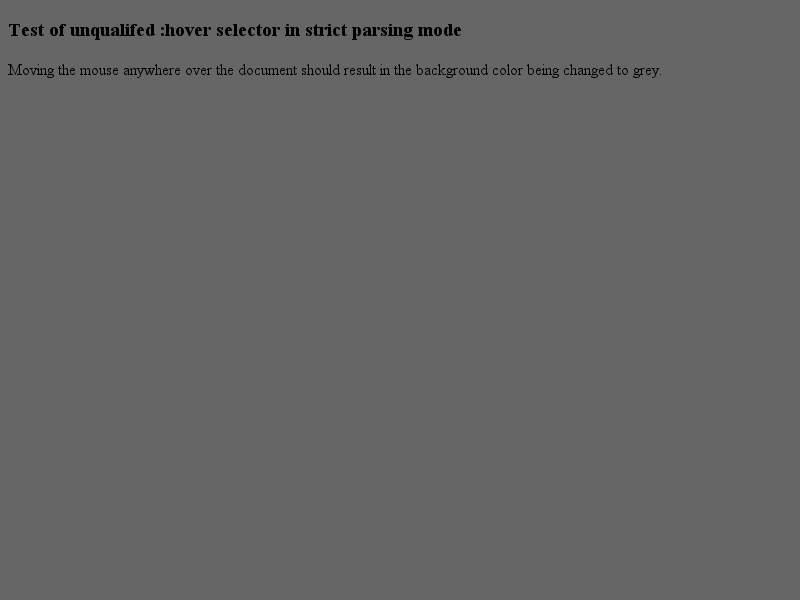 Test of unqualifed :hover selector in strict parsing mode
Moving the mouse anywhere over the document should result in the background color being changed to grey.